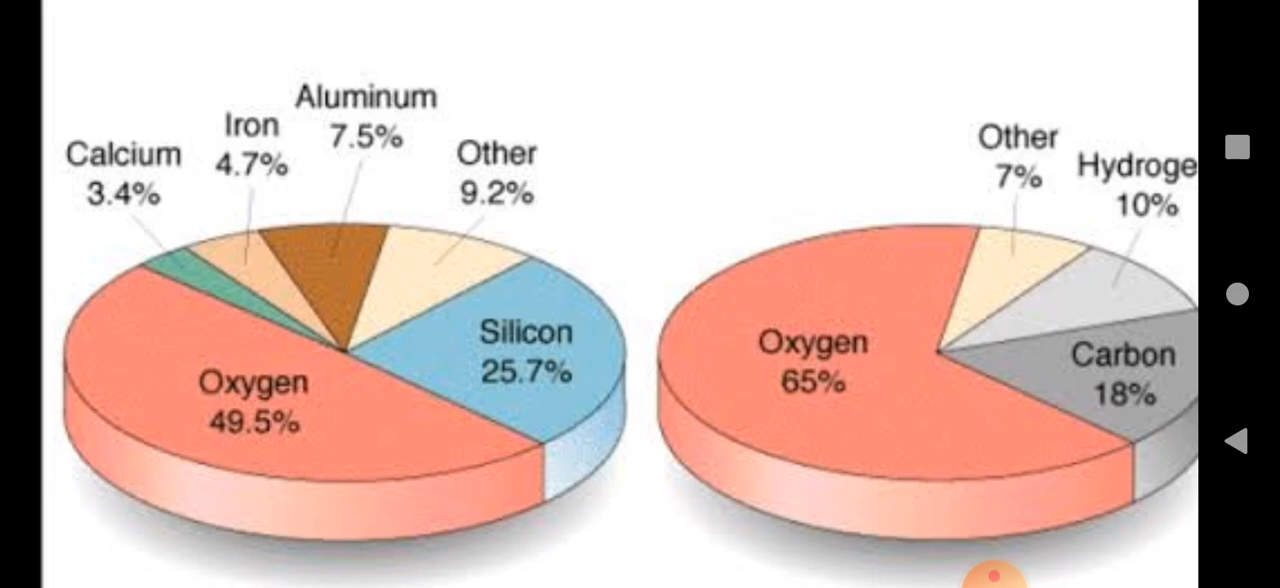 Aluminum
7.5%
Iron
4.7%
Calcium
3.4%
Other
9.2%
Silicon
25.7%
Oxygen
49.5%
Other
7%
Hydroge
10%
Oxygen
65%
Carbon
18%